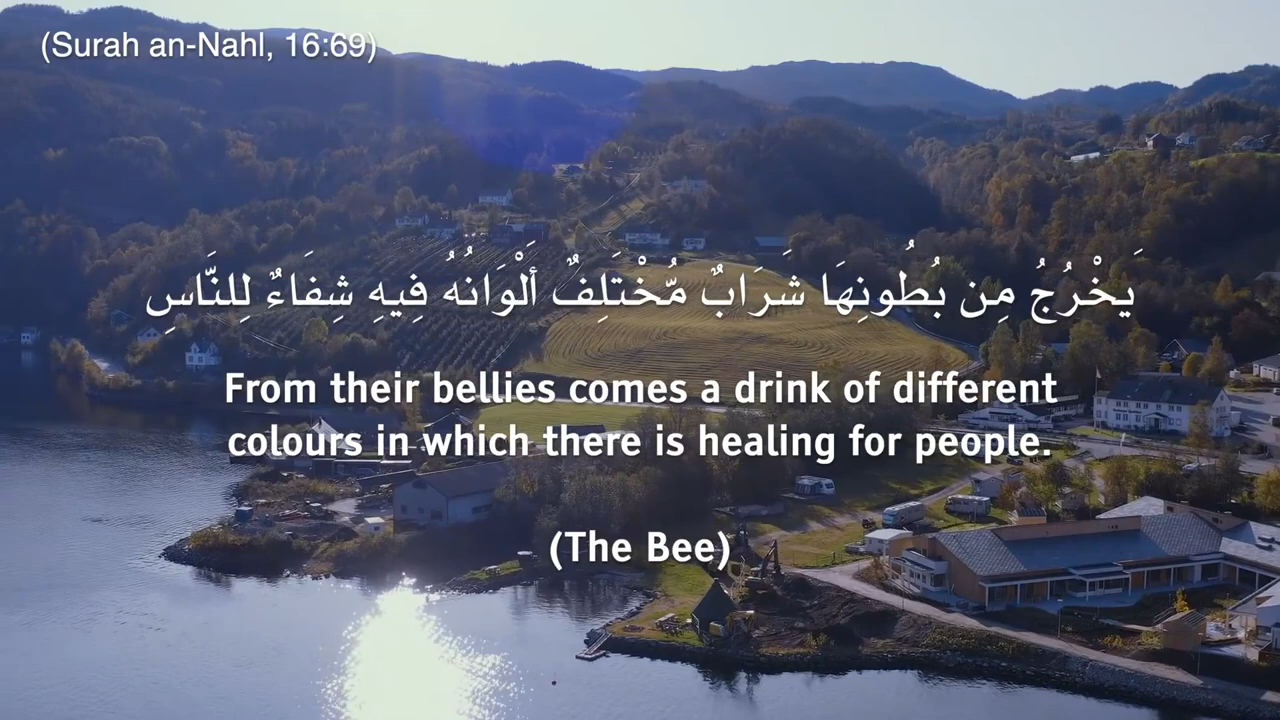 (Surah an-Nahl, 16:69)
يَخْرُجُ مِن بُطُونِهَا شَرَابٌ مُّخْتَلِفٌ أَلْوَانُهُ فِيهِ شِفَاءٌ لِلنَّاسِ
From their bellies comes a drink of different
colours in which there is healing for people.
(The Bee)